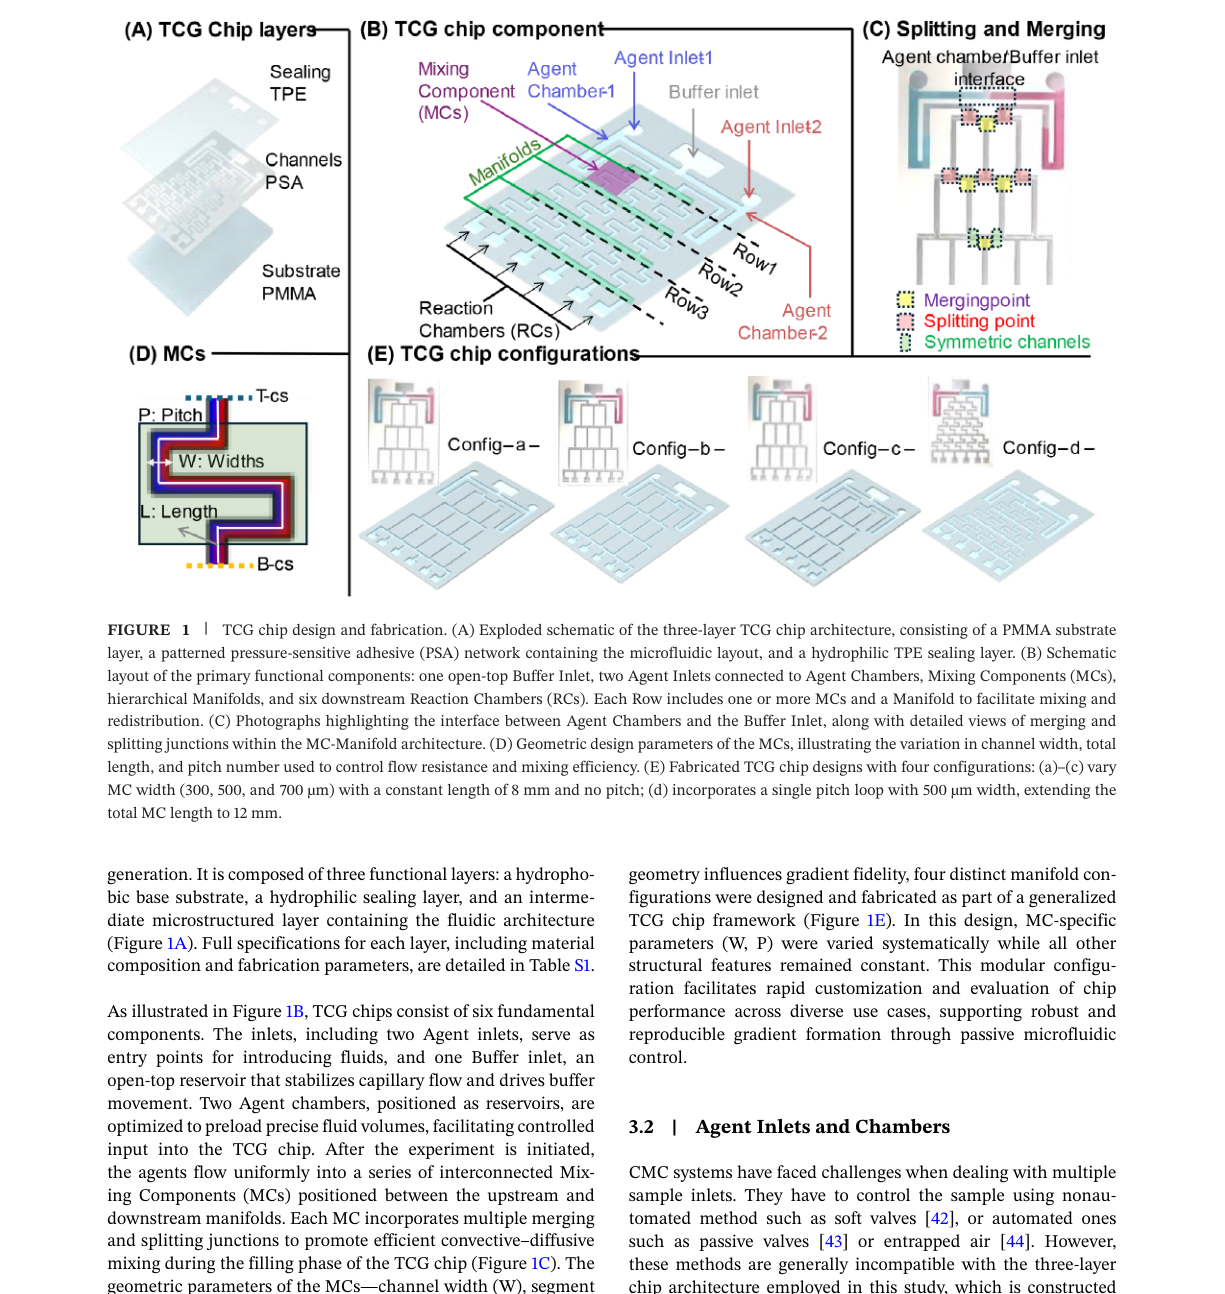 (A) TCG Chip layers
Sealing
TPE
Channels
PSA
Substrate
PMMA
(B) TCG chip component
Mixing
Component
(MCs)
Agent
Chamber-1
Agent Inlet1
Buffer inlet
Agent Inlet2
Manifolds
Row1
Row2
Row3
Reaction
Chambers (RCs)
Agent
Chamber-2
(C) Splitting and Merging
Agent chamber/Buffer inlet
interface
Mergingpoint
Splitting point
Symmetric channels
(D) MCs
T-cs
P: Pitch
W: Widths
L: Length
B-cs
(E) TCG chip configurations
Config-a-
Config-b-
Config-c-
Config-d-
FIGURE 1 | TCG chip design and fabrication. (A) Exploded schematic of the three-layer TCG chip architecture, consisting of a PMMA substrate
layer, a patterned pressure-sensitive adhesive (PSA) network containing the microfluidic layout, and a hydrophilic TPE sealing layer. (B) Schematic
layout of the primary functional components: one open-top Buffer Inlet, two Agent Inlets connected to Agent Chambers, Mixing Components (MCs),
hierarchical Manifolds, and six downstream Reaction Chambers (RCs). Each Row includes one or more MCs and a Manifold to facilitate mixing and
redistribution. (C) Photographs highlighting the interface between Agent Chambers and the Buffer Inlet, along with detailed views of merging and
splitting junctions within the MC-Manifold architecture. (D) Geometric design parameters of the MCs, illustrating the variation in channel width, total
length, and pitch number used to control flow resistance and mixing efficiency. (E) Fabricated TCG chip designs with four configurations: (a)–(c) vary
MC width (300, 500, and 700 μm) with a constant length of 8 mm and no pitch; (d) incorporates a single pitch loop with 500 μm width, extending the
total MC length to 12 mm.
generation. It is composed of three functional layers: a hydropho-
bic base substrate, a hydrophilic sealing layer, and an interme-
diate microstructured layer containing the fluidic architecture
(Figure 1A). Full specifications for each layer, including material
composition and fabrication parameters, are detailed in Table S1.
As illustrated in Figure 1B, TCG chips consist of six fundamental
components. The inlets, including two Agent inlets, serve as
entry points for introducing fluids, and one Buffer inlet, an
open-top reservoir that stabilizes capillary flow and drives buffer
movement. Two Agent chambers, positioned as reservoirs, are
optimized to preload precise fluid volumes, facilitating controlled
input into the TCG chip. After the experiment is initiated,
the agents flow uniformly into a series of interconnected Mix-
ing Components (MCs) positioned between the upstream and
downstream manifolds. Each MC incorporates multiple merging
and splitting junctions to promote efficient convective–diffusive
mixing during the filling phase of the TCG chip (Figure 1C). The
geometric parameters of the MCs—channel width (W), segment
geometry influences gradient fidelity, four distinct manifold con-
figurations were designed and fabricated as part of a generalized
TCG chip framework (Figure 1E). In this design, MC-specific
parameters (W, P) were varied systematically while all other
structural features remained constant. This modular configu-
ration facilitates rapid customization and evaluation of chip
performance across diverse use cases, supporting robust and
reproducible gradient formation through passive microfluidic
control.
3.2 | Agent Inlets and Chambers
CMC systems have faced challenges when dealing with multiple
sample inlets. They have to control the sample using nonau-
tomated method such as soft valves [42], or automated ones
such as passive valves [43] or entrapped air [44]. However,
these methods are generally incompatible with the three-layer
chip architecture employed in this study, which is constructed